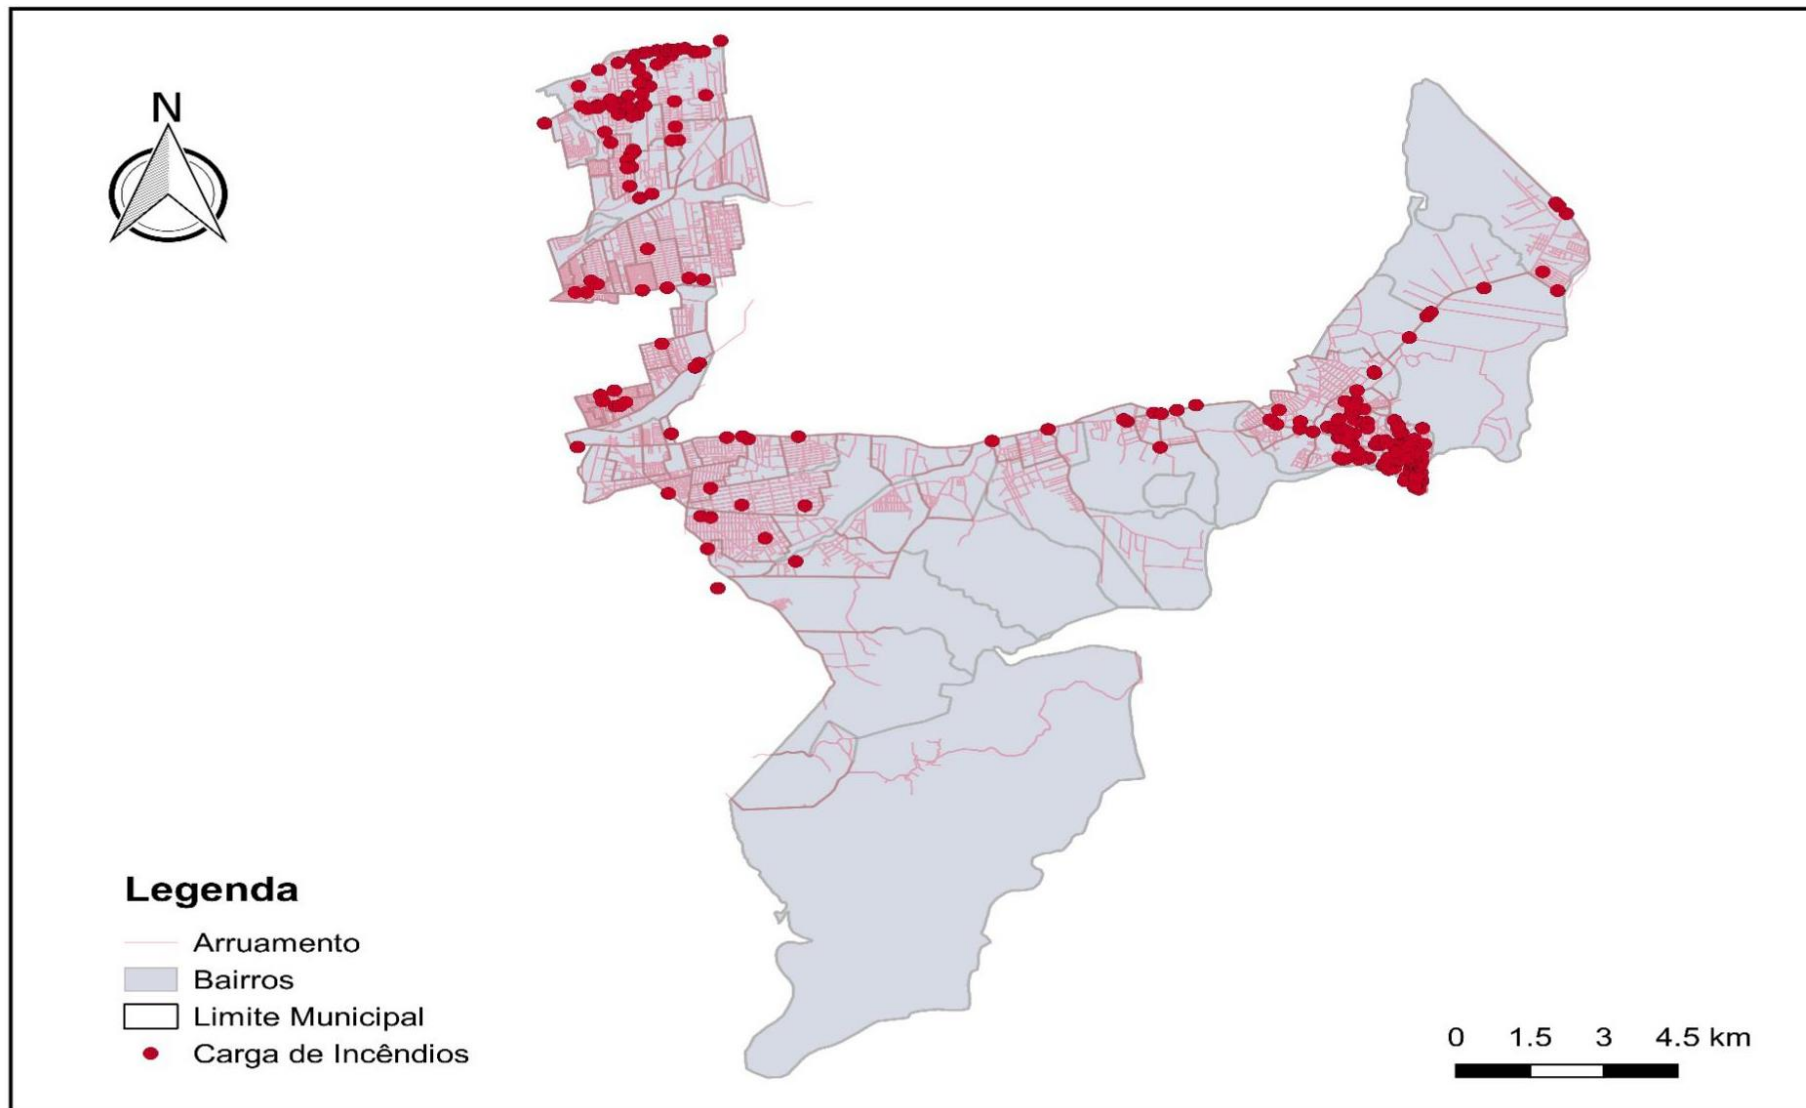 N
Legenda
Arruamento
Bairros
Limite Municipal
Carga de Incêndios
0 1.5 3 4.5 km